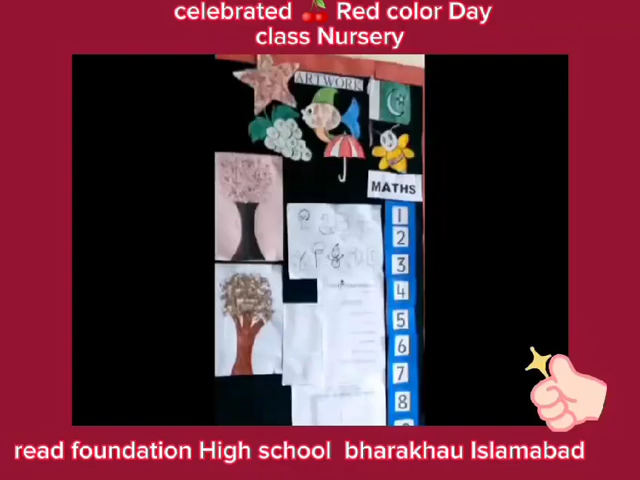 celebrated 🍒 Red color Day
class Nursery
ARTWORK
MATHS
1
2
3
4
5
6
7
8
read foundation High school bharakhau Islamabad